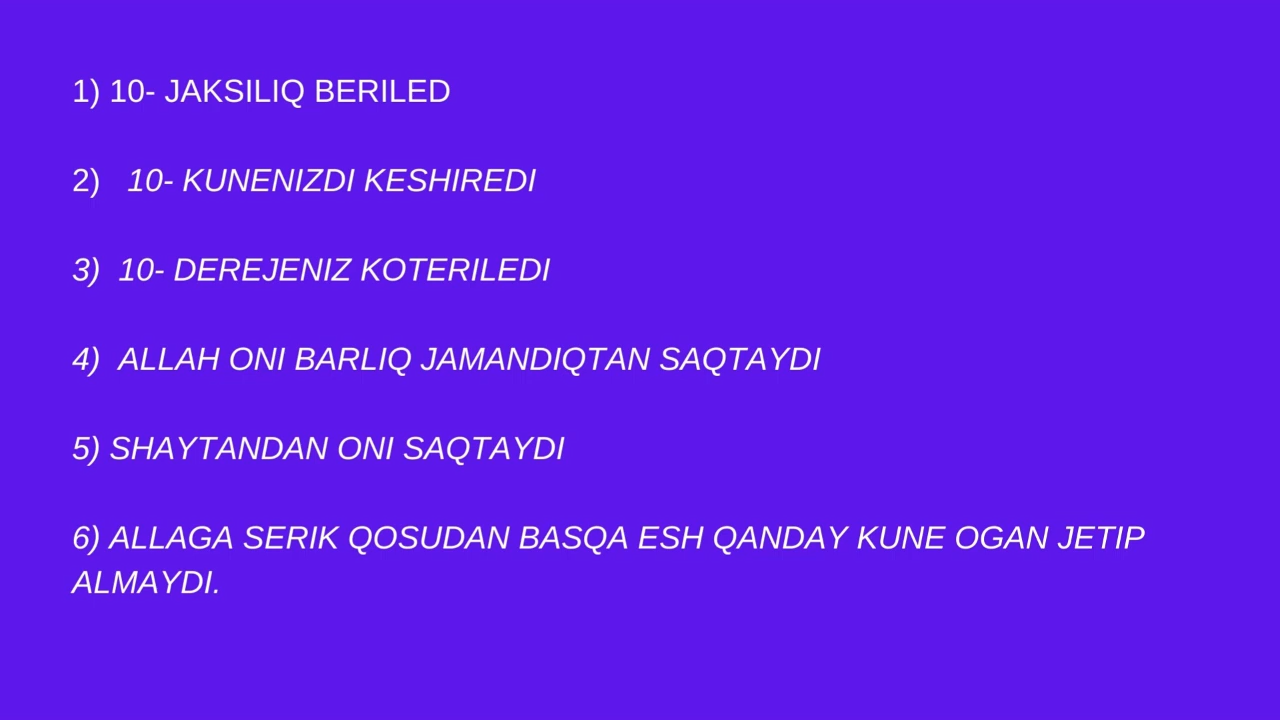 1) 10- JAKSILIQ BERILED
2) 10- KUNENIZDI KESHIREDI
3) 10- DEREJENIZ KOTERILEDI
4) ALLAH ONI BARLIQ JAMANDIQTAN SAQTAYDI
5) SHAYTANDAN ONI SAQTAYDI
6) ALLAGA SERIK QOSUDAN BASQA ESH QANDAY KUNE OGAN JETIP
ALMAYDI.